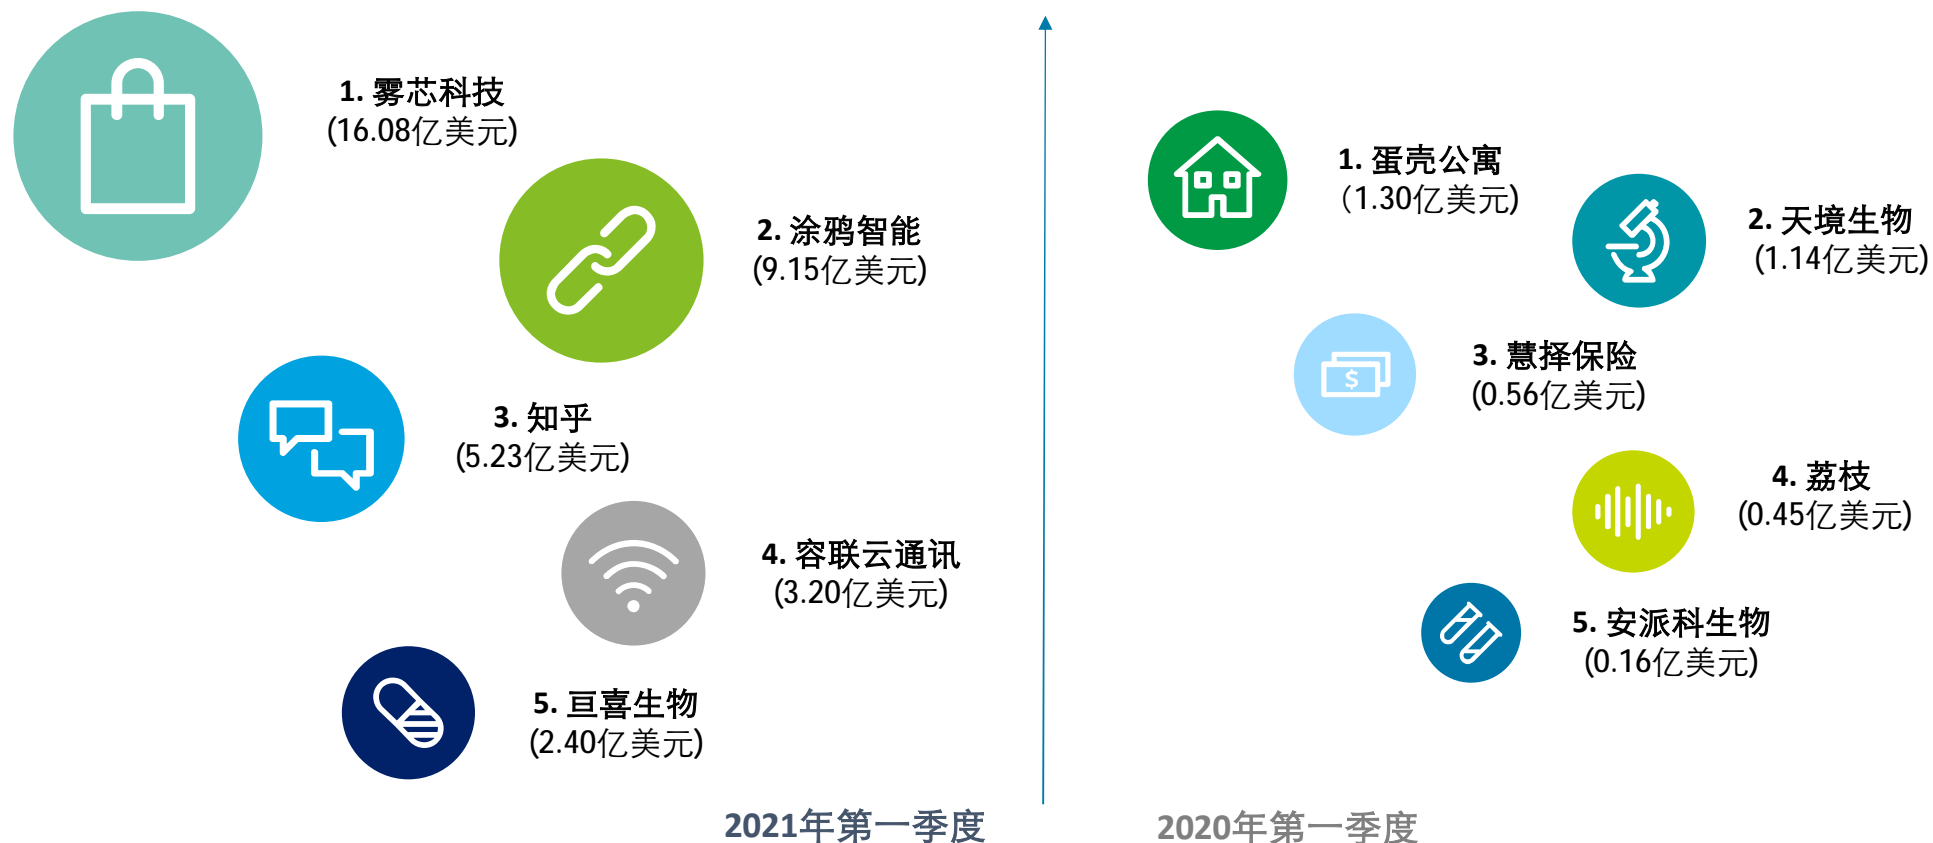 1. 雾芯科技
(16.08亿美元)
2. 涂鸦智能
(9.15亿美元)
3. 知乎
(5.23亿美元)
4. 容联云通讯
(3.20亿美元)
5. 亘喜生物
(2.40亿美元)
2021年第一季度
1. 蛋壳公寓
（1.30亿美元)
2. 天境生物
(1.14亿美元)
3. 慧择保险
$
(0.56亿美元)
4. 荔枝
(0.45亿美元)
5. 安派科生物
(0.16亿美元)
2020年第一季度